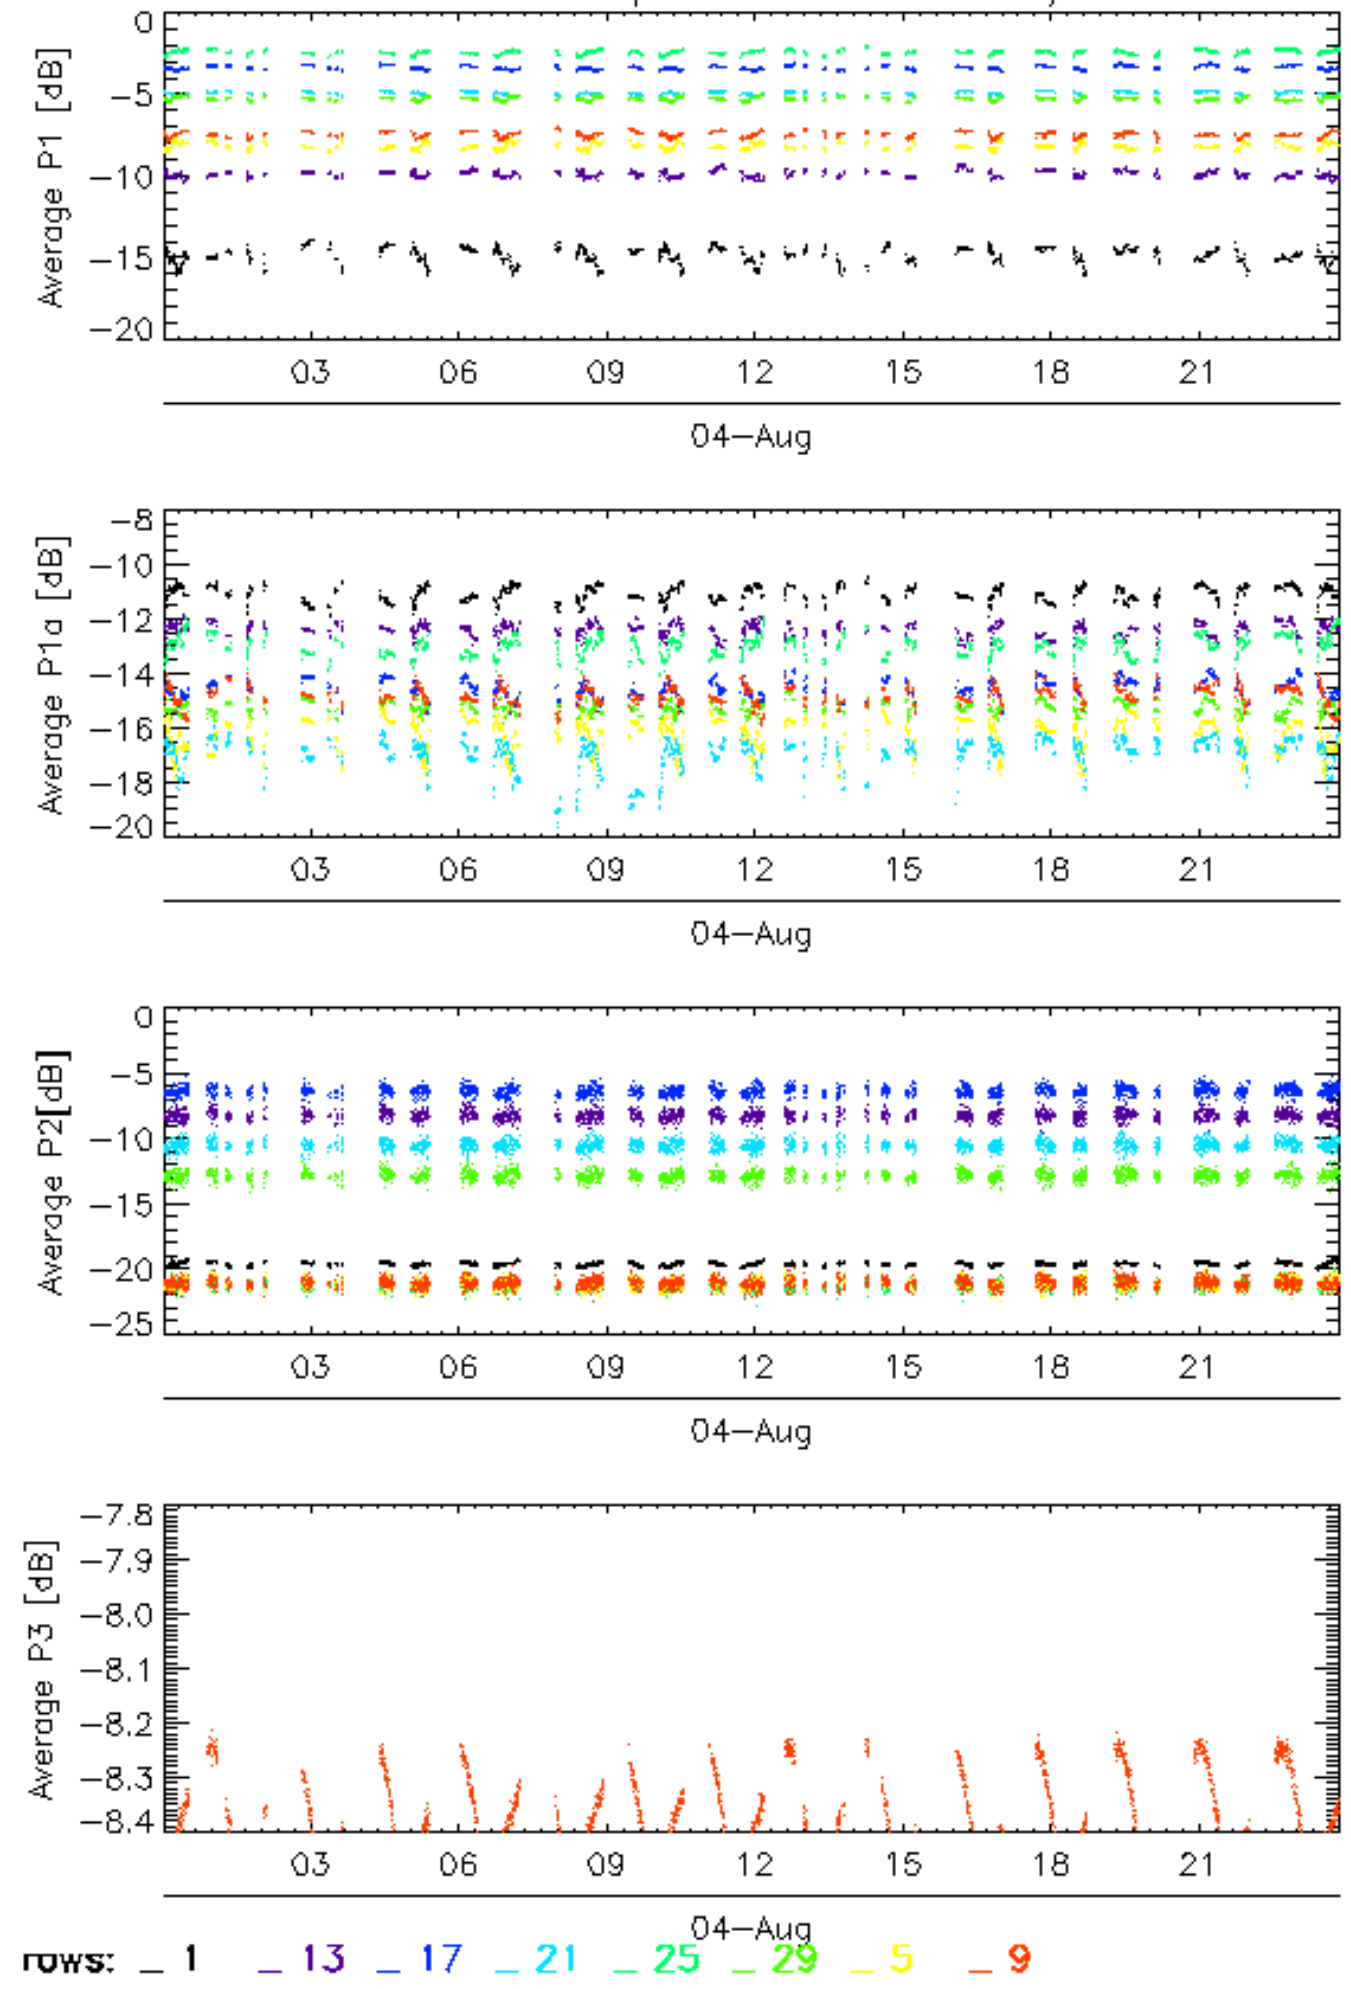 0
−5
−10
−15
−20
Average P1 [dB]
03 06 09 12 15 18 21
04−Aug
−8
−10
−12
−14
−16
−18
−20
Average P1a [dB]
03 06 09 12 15 18 21
04−Aug
0
−5
−10
−15
−20
−25
Average P2[dB]
03 06 09 12 15 18 21
04−Aug
−7.8
−7.9
−8.0
−8.1
−8.2
−8.3
−8.4
Average P3 [dB]
03 06 09 12 15 18 21
04−Aug
rows: _ 1 _ 13 _ 17 _ 21 _ 25 _ 29 _ 5 _ 9